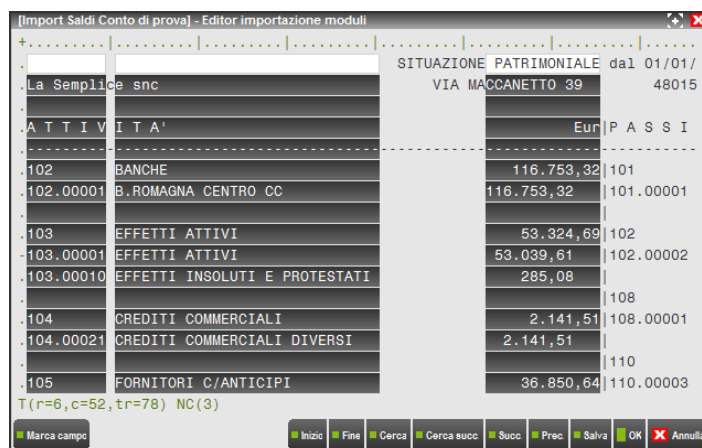 [Import Saldi Conto di prova] - Editor importazione moduli
+.........|.........|.........|.........|.........|.........|.........|......
. SITUAZIONE PATRIMONIALE dal 01/01/
.La Semplice snc VIA MACCANETTO 39 48015
.
.A T T I V I T A' Eur|P A S S I
.----------------------------------------------------------------------------
.102 BANCHE 116.753,32|101
.102.00001 B.ROMAGNA CENTRO CC 116.753,32 |101.00001
. |
.103 EFFETTI ATTIVI 53.324,69|102
-103.00001 EFFETTI ATTIVI 53.039,61 |102.00002
.103.00010 EFFETTI INSOLUTI E PROTESTATI 285,08 |
. |108
.104 CREDITI COMMERCIALI 2.141,51|108.00001
.104.00021 CREDITI COMMERCIALI DIVERSI 2.141,51 |
. |110
.105 FORNITORI C/ANTICIPI 36.850,64|110.00003
T(r=6,c=52,tr=78) NC(3)
Marca campo Inizio Fine Cerca Cerca succ. Succ. Prec. Salva OK Annulla